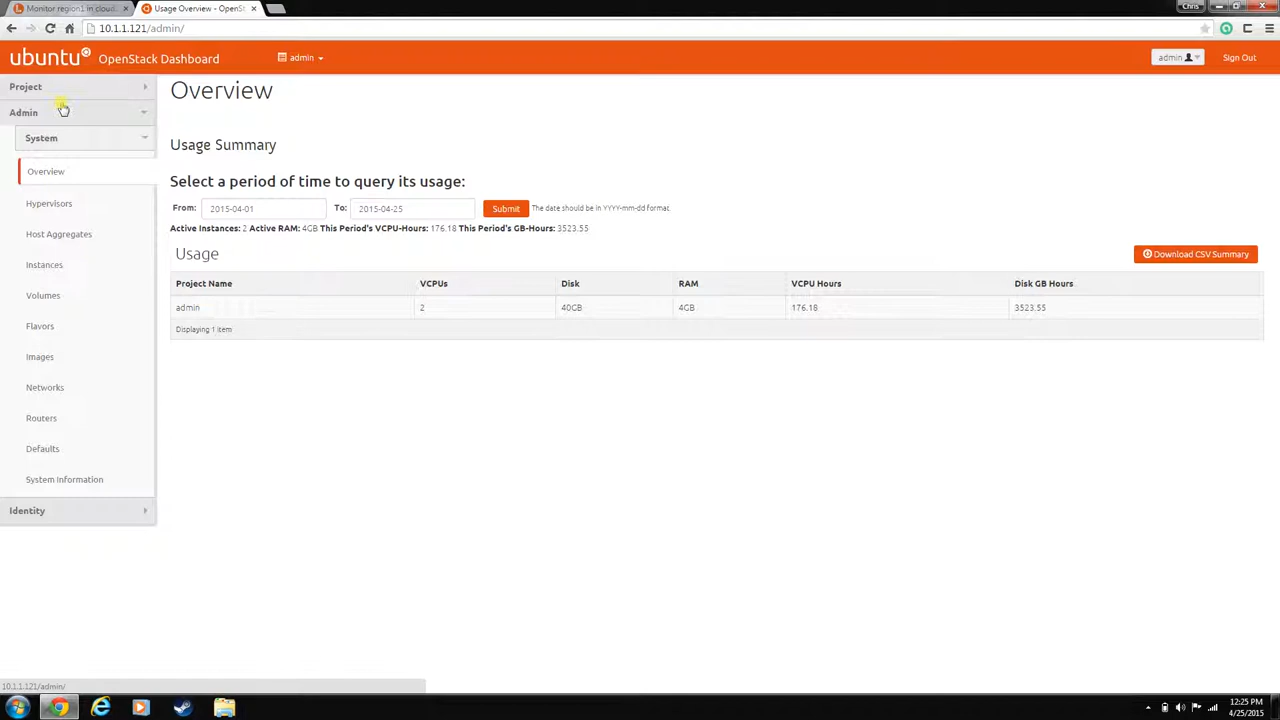 Monitor region1 in cloud
Usage Overview - OpenSt
Chris
10.1.1.121/admin/
ubuntu OpenStack Dashboard
admin
admin
Sign Out
Project
Admin
System
Overview
Hypervisors
Host Aggregates
Instances
Volumes
Flavors
Images
Networks
Routers
Defaults
System Information
Identity
Overview
Usage Summary
Select a period of time to query its usage:
From: 2015-04-01 To: 2015-04-25 Submit The date should be in YYYY-mm-dd format.
Active Instances: 2 Active RAM: 4GB This Period's VCPU-Hours: 176.18 This Period's GB-Hours: 3523.55
Usage
Download CSV Summary
Project Name VCPUs Disk RAM VCPU Hours Disk GB Hours
admin 2 40GB 4GB 176.18 3523.55
Displaying 1 item
10.1.1.121/admin/
12:25 PM
4/25/2015